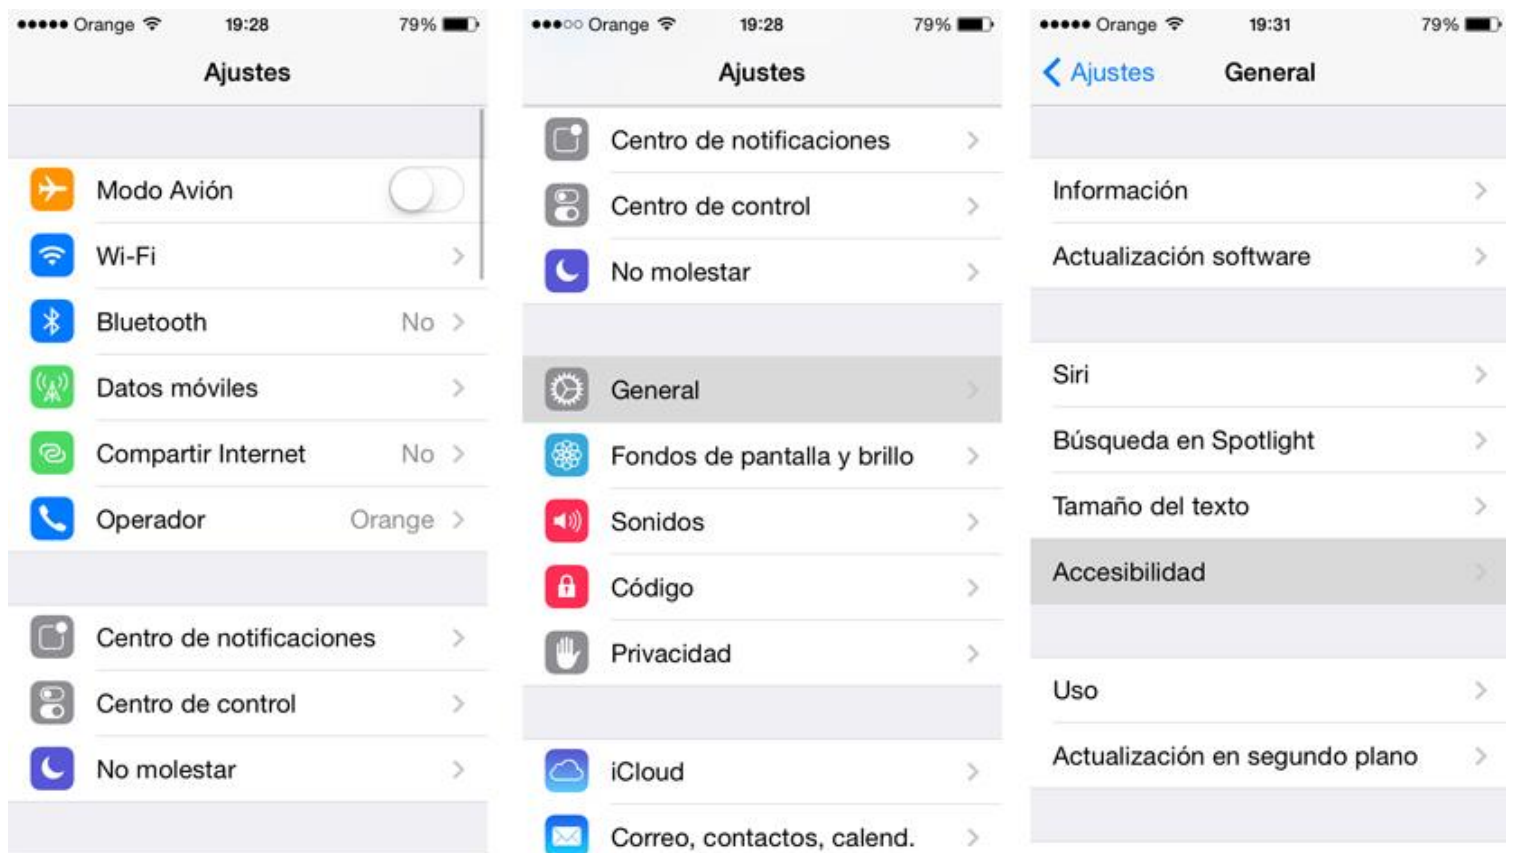 Orange 19:28 79%
Ajustes
Modo Avión
Wi-Fi
Bluetooth No
Datos móviles
Compartir Internet No
Operador Orange
Centro de notificaciones
Centro de control
No molestar
Orange 19:28 79%
Ajustes
Centro de notificaciones
Centro de control
No molestar
General
Fondos de pantalla y brillo
Sonidos
Código
Privacidad
iCloud
Correo, contactos, calend.
Orange 19:31 79%
Ajustes General
Información
Actualización software
Siri
Búsqueda en Spotlight
Tamaño del texto
Accesibilidad
Uso
Actualización en segundo plano